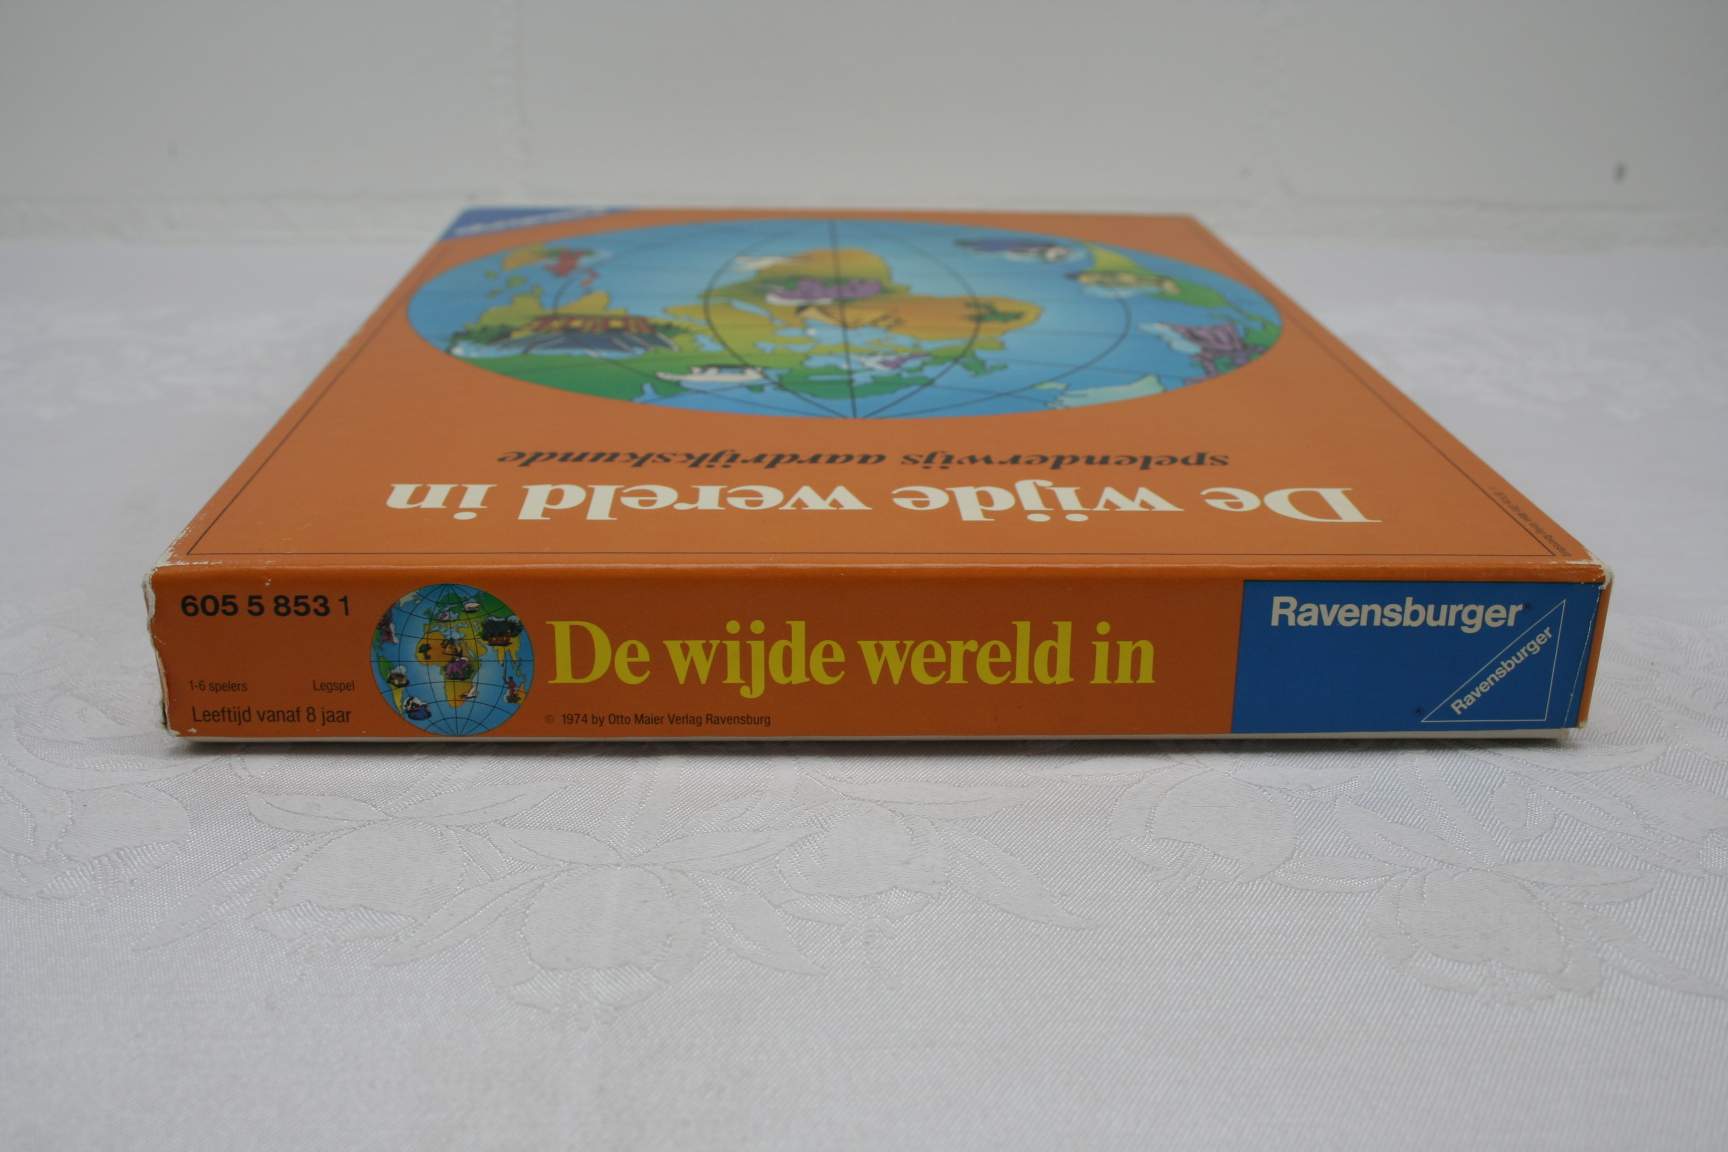 De wijde wereld in
spelenderwijs aardrijkskunde
605 5 853 1
1-6 spelers Legspel
Leeftijd vanaf 8 jaar
De wijde wereld in
© 1974 by Otto Maier Verlag Ravensburg
Ravensburger
Ravensburger